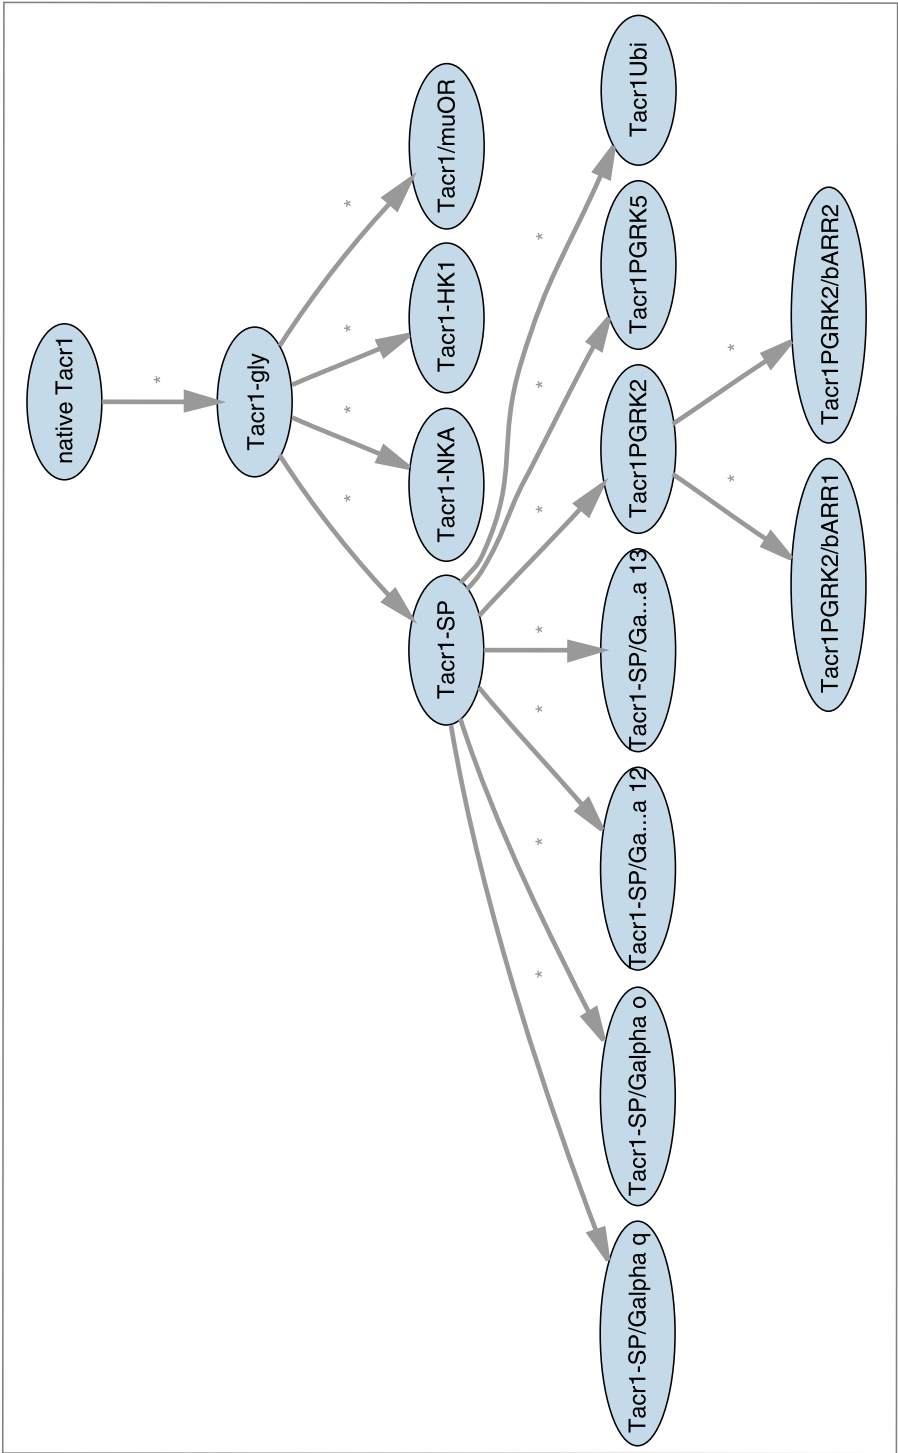 native Tacr1
*
Tacr1-gly
*
*
*
*
Tacr1-SP
Tacr1-NKA
Tacr1-HK1
Tacr1/muOR
*
*
*
*
*
*
*
Tacr1-SP/Galpha q
Tacr1-SP/Galpha o
Tacr1-SP/Ga...a 12
Tacr1-SP/Ga...a 13
Tacr1PGRK2
Tacr1PGRK5
Tacr1Ubi
*
*
Tacr1PGRK2/bARR1
Tacr1PGRK2/bARR2